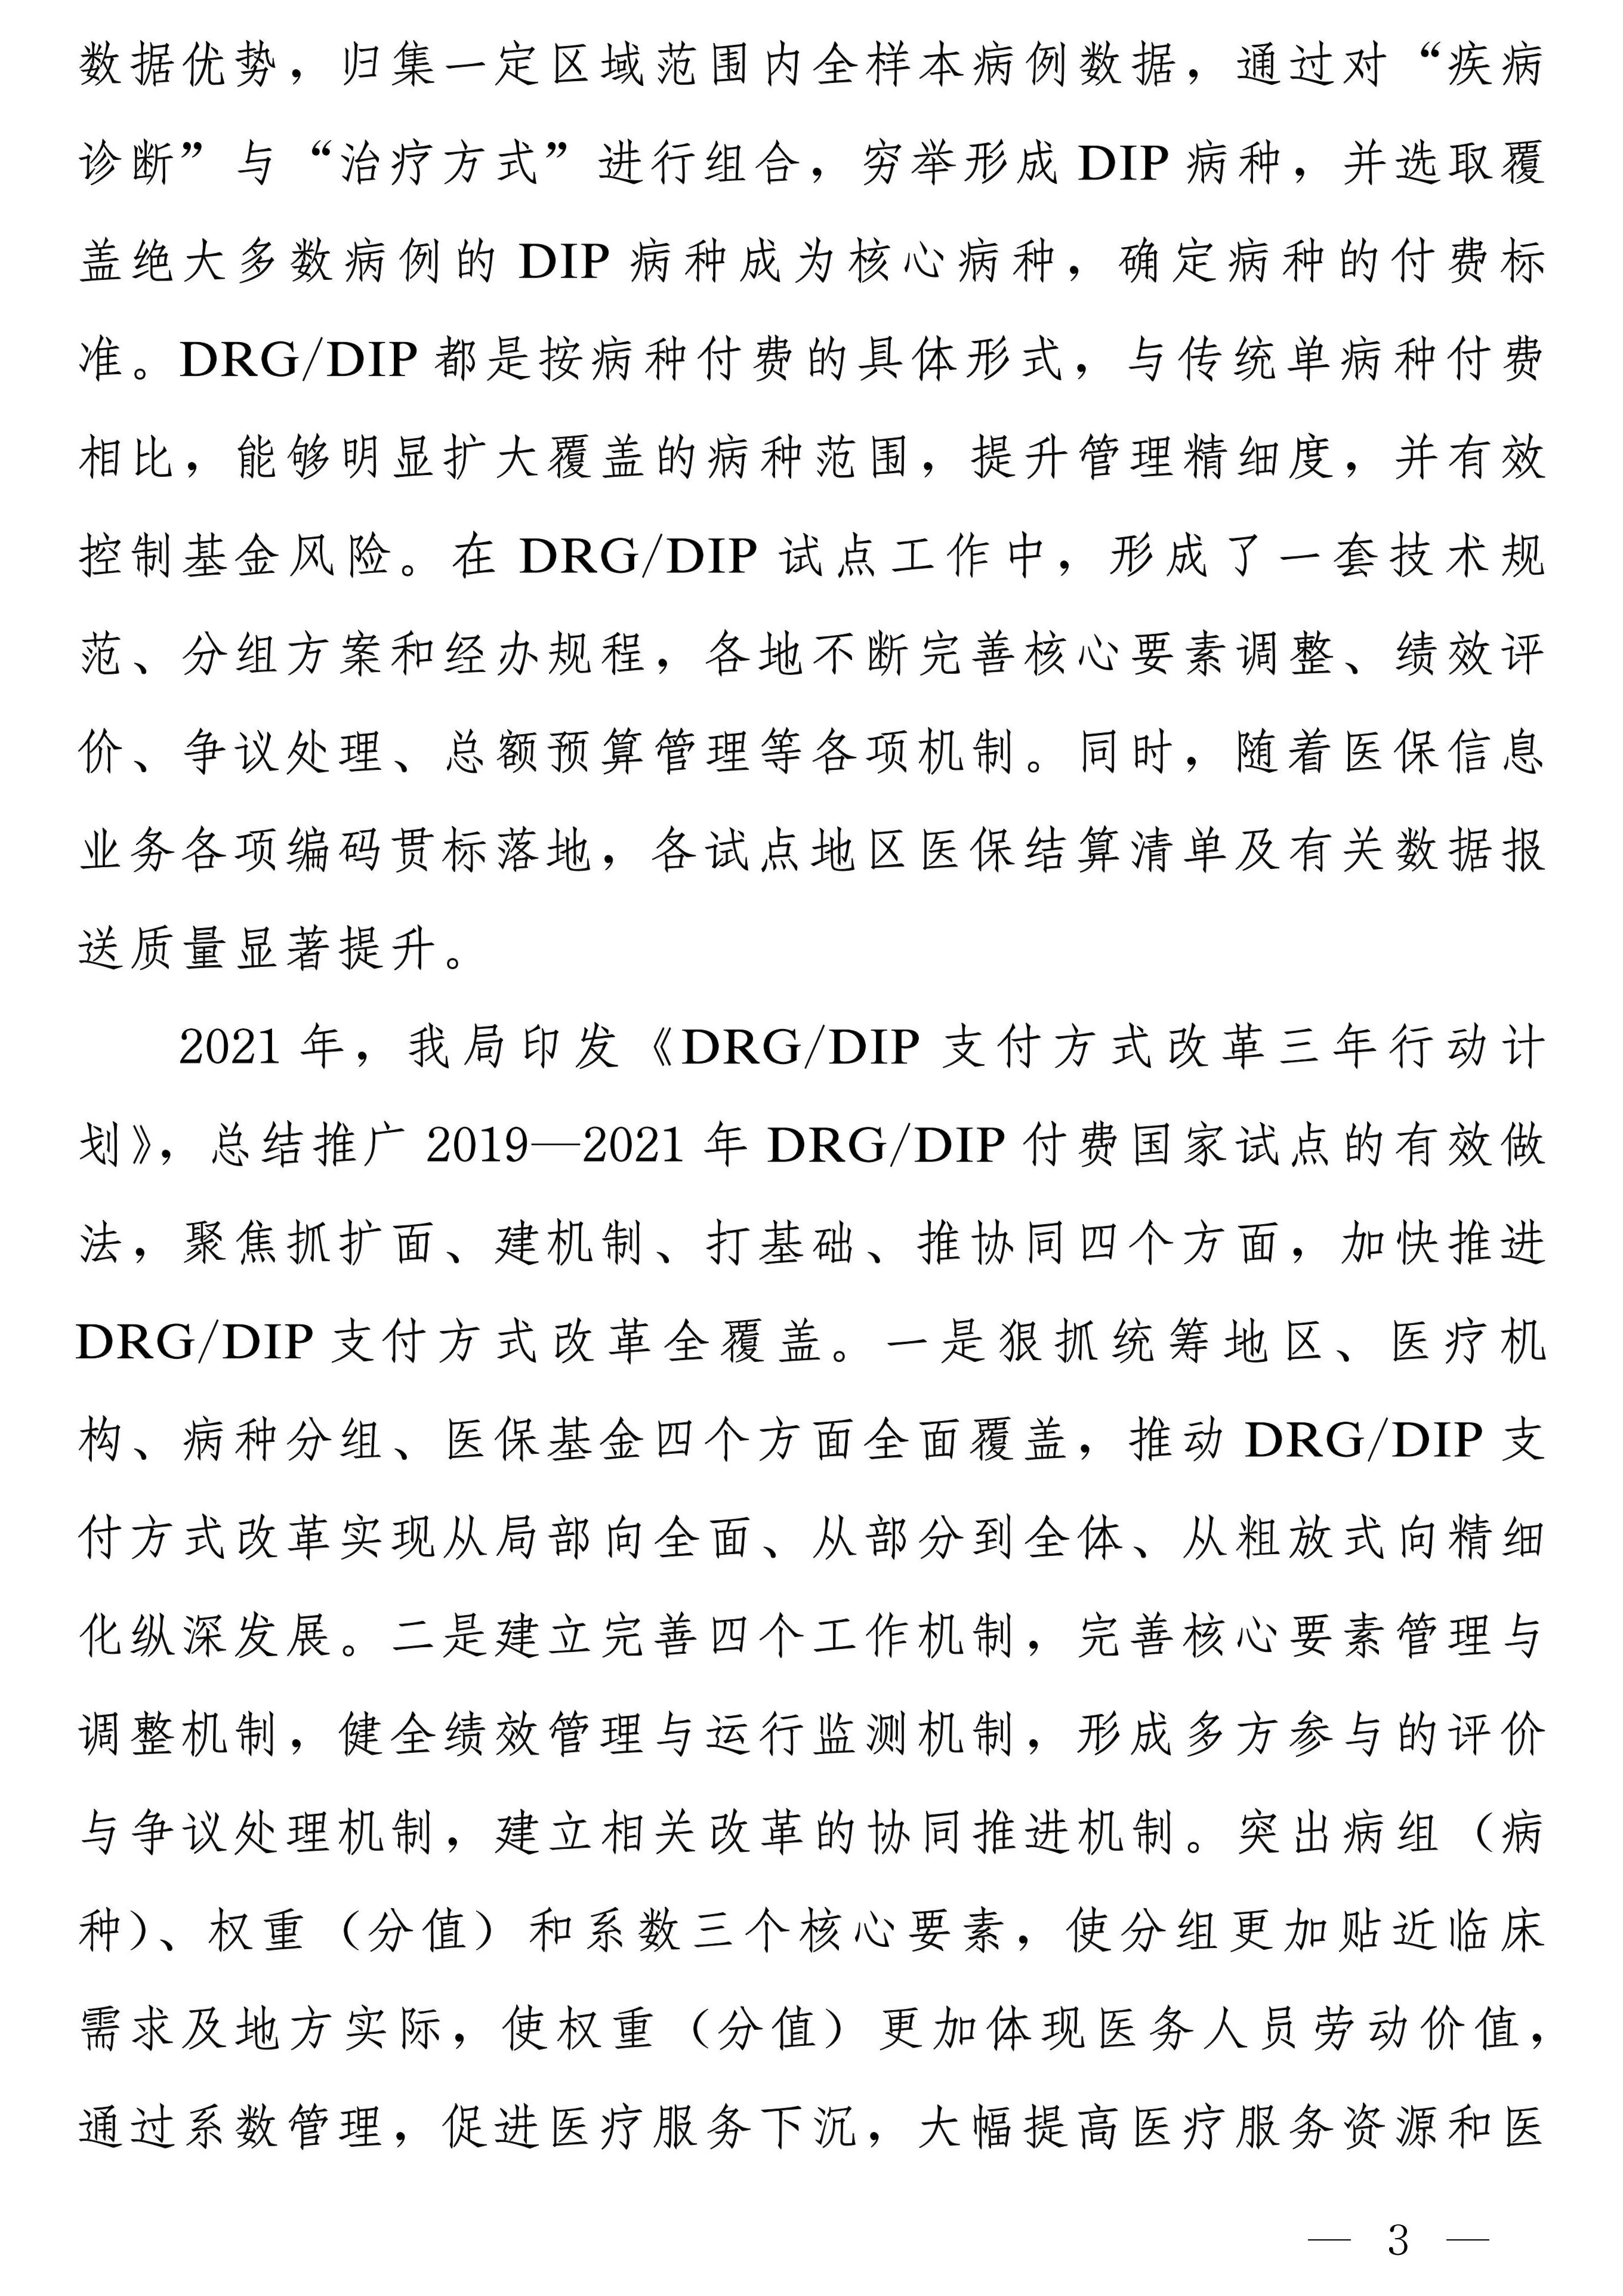 数据优势，归集一定区域范围内全样本病例数据，通过对“疾病
诊断”与“治疗方式”进行组合，穷举形成 DIP 病种，并选取覆
盖绝大多数病例的 DIP 病种成为核心病种，确定病种的付费标
准。DRG/DIP 都是按病种付费的具体形式，与传统单病种付费
相比，能够明显扩大覆盖的病种范围，提升管理精细度，并有效
控制基金风险。在 DRG/DIP 试点工作中，形成了一套技术规
范、分组方案和经办规程，各地不断完善核心要素调整、绩效评
价、争议处理、总额预算管理等各项机制。同时，随着医保信息
业务各项编码贯标落地，各试点地区医保结算清单及有关数据报
送质量显著提升。
2021 年，我局印发《DRG/DIP 支付方式改革三年行动计
划》，总结推广 2019—2021 年 DRG/DIP 付费国家试点的有效做
法，聚焦抓扩面、建机制、打基础、推协同四个方面，加快推进
DRG/DIP 支付方式改革全覆盖。一是狠抓统筹地区、医疗机
构、病种分组、医保基金四个方面全面覆盖，推动 DRG/DIP 支
付方式改革实现从局部向全面、从部分到全体、从粗放式向精细
化纵深发展。二是建立完善四个工作机制，完善核心要素管理与
调整机制，健全绩效管理与运行监测机制，形成多方参与的评价
与争议处理机制，建立相关改革的协同推进机制。突出病组（病
种）、权重（分值）和系数三个核心要素，使分组更加贴近临床
需求及地方实际，使权重（分值）更加体现医务人员劳动价值，
通过系数管理，促进医疗服务下沉，大幅提高医疗服务资源和医
— 3 —